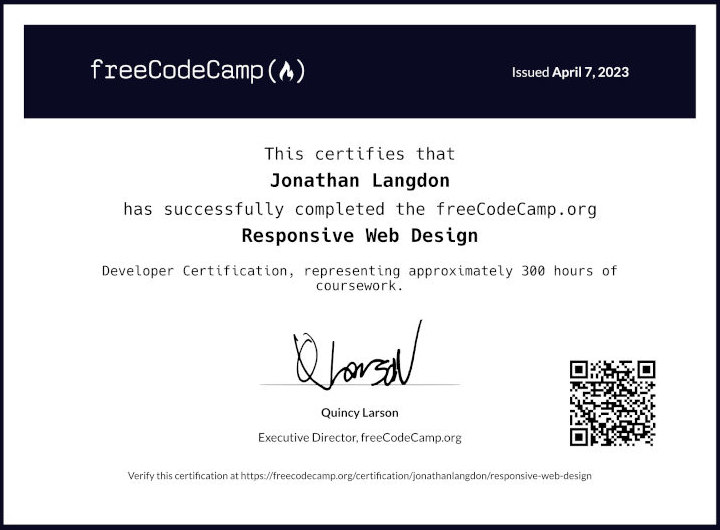 freeCodeCamp(🔥)
Issued April 7, 2023
This certifies that
Jonathan Langdon
has successfully completed the freeCodeCamp.org
Responsive Web Design
Developer Certification, representing approximately 300 hours of
coursework.
Q Larson
Quincy Larson
Executive Director, freeCodeCamp.org
Verify this certification at https://freecodecamp.org/certification/jonathanlangdon/responsive-web-design